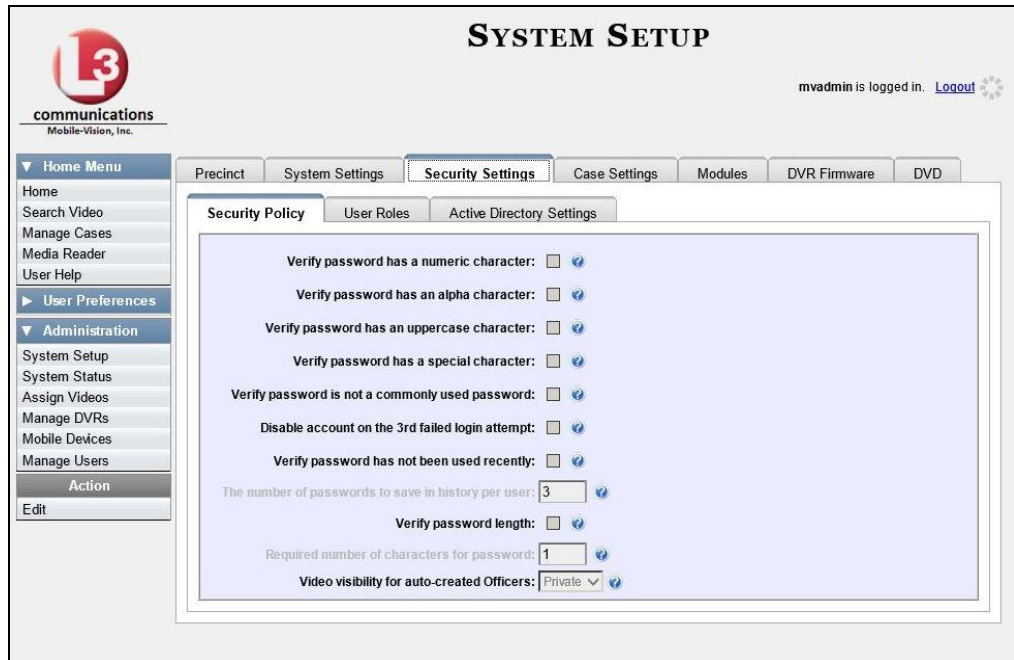 SYSTEM SETUP
L3
communications
Mobile-Vision, Inc.
mvadmin is logged in. Logout
▼ Home Menu
Home
Search Video
Manage Cases
Media Reader
User Help
► User Preferences
▼ Administration
System Setup
System Status
Assign Videos
Manage DVRs
Mobile Devices
Manage Users
Action
Edit
Precinct System Settings Security Settings Case Settings Modules DVR Firmware DVD
Security Policy User Roles Active Directory Settings
Verify password has a numeric character: ?
Verify password has an alpha character: ?
Verify password has an uppercase character: ?
Verify password has a special character: ?
Verify password is not a commonly used password: ?
Disable account on the 3rd failed login attempt: ?
Verify password has not been used recently: ?
The number of passwords to save in history per user: 3 ?
Verify password length: ?
Required number of characters for password: 1 ?
Video visibility for auto-created Officers: Private ?